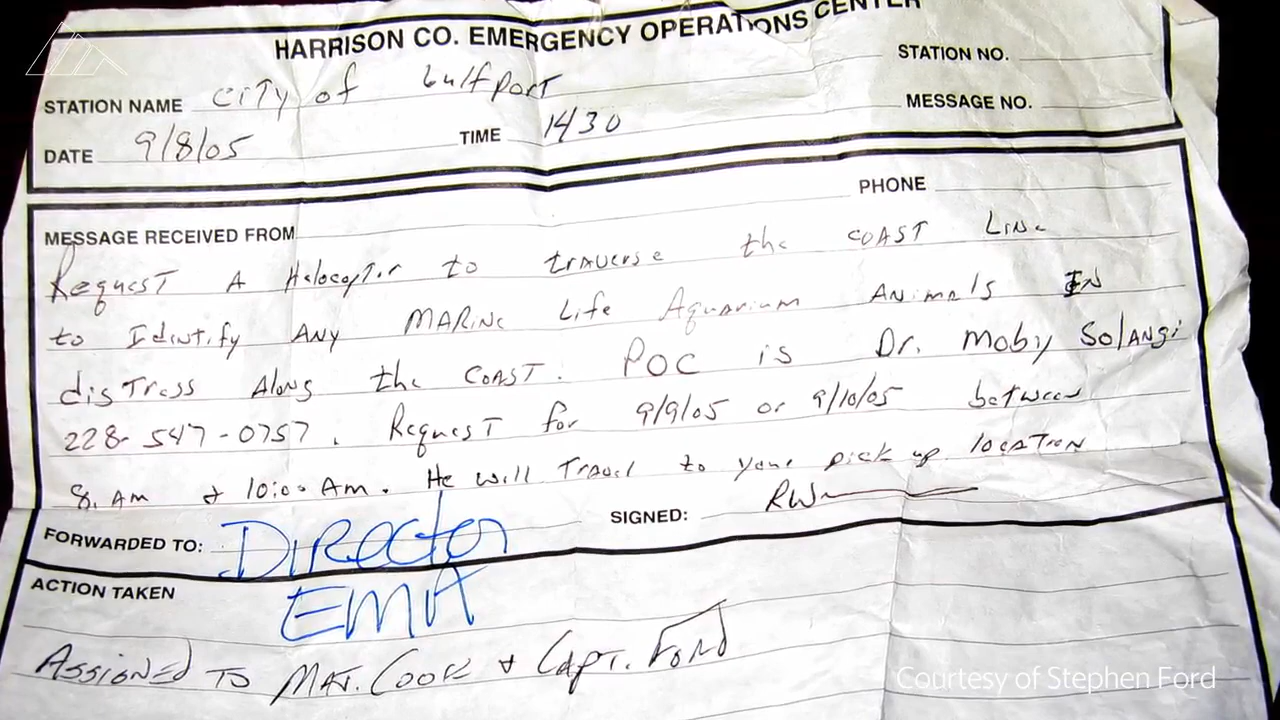 HARRISON CO. EMERGENCY OPERATIONS CENTER
STATION NAME City of Gulfport STATION NO.
DATE 9/8/05 TIME 1430 MESSAGE NO.
PHONE
MESSAGE RECEIVED FROM
Request A Helocoptor to traverse the COAST Line
to Identify ANY MARine Life Aquarium ANimals IN
disTress Along the COAST. POC is Dr. Moby SolANgi
228-547-0757. RequesT for 9/9/05 or 9/10/05 between
8. Am & 10:00 Am. He will Travel to your pick up locATION
FORWARDED TO: DIRector SIGNED: RW
EMA
ACTION TAKEN
ASSIGNED TO MAJ. COOK & CAPT. FORD
Courtesy of Stephen Ford